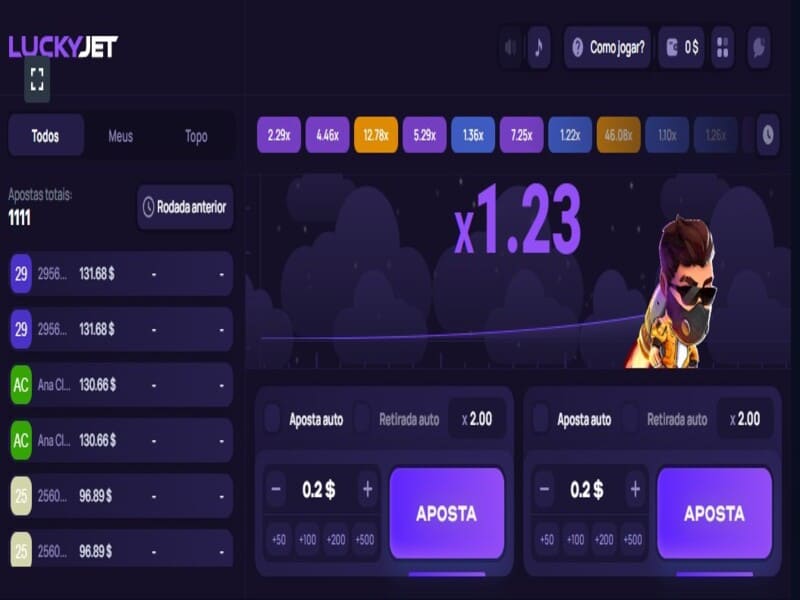 LUCKYJET
Como jogar?
0 $
Todos Meus Topo
2.29x 4.46x 12.78x 5.29x 1.36x 7.25x 1.22x 46.08x 1.10x 1.26x
Apostas totais:
1111
Rodada anterior
x1.23
29 2956... 131.68 $ - -
29 2956... 131.68 $ - -
AC Ana Cl... 130.66 $ - -
AC Ana Cl... 130.66 $ - -
25 2560... 96.89 $ - -
25 2560... 96.89 $ - -
Aposta auto Retirada auto x 2.00
− 0.2 $ +
+50 +100 +200 +500
APOSTA
Aposta auto Retirada auto x 2.00
− 0.2 $ +
+50 +100 +200 +500
APOSTA